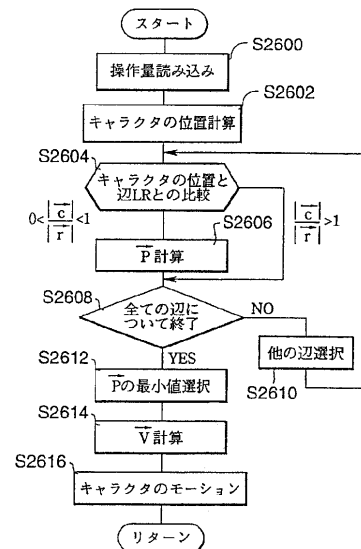 スタート
S2600
操作量読み込み
S2602
キャラクタの位置計算
S2604
キャラクタの位置と
辺LRとの比較
0<|c→|/|r→|<1
S2606
|c→|/|r→|>1
P→計算
S2608
全ての辺に
ついて終了
NO
他の辺選択
S2610
YES
S2612
P→の最小値選択
S2614
V→計算
S2616
キャラクタのモーション
リターン